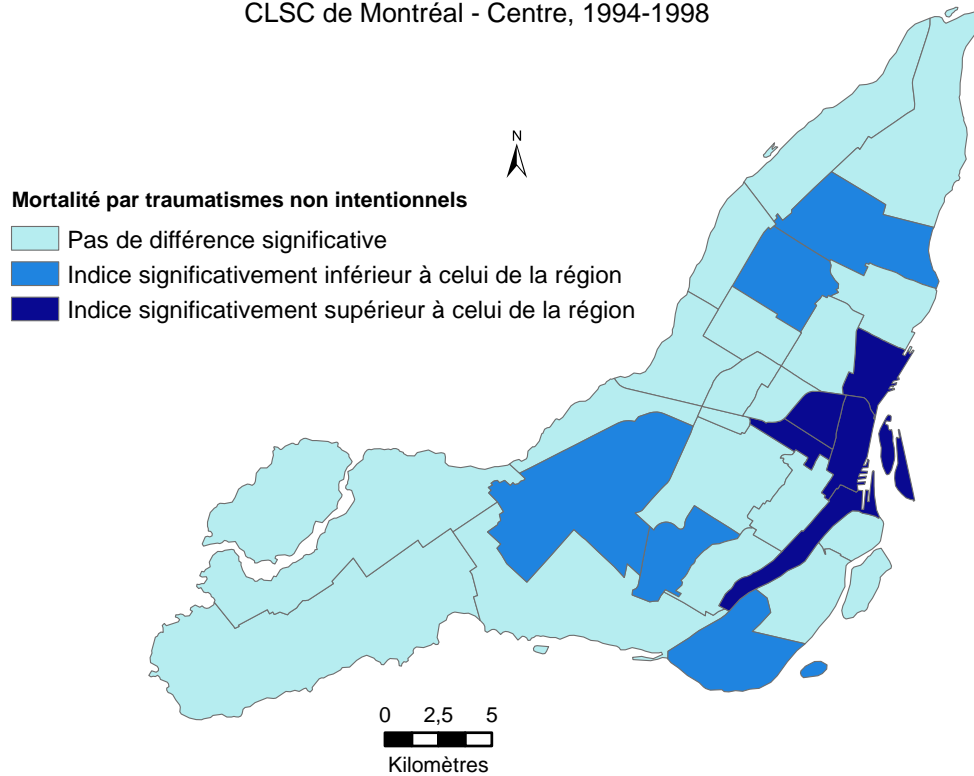 CLSC de Montréal - Centre, 1994-1998
N
Mortalité par traumatismes non intentionnels
Pas de différence significative
Indice significativement inférieur à celui de la région
Indice significativement supérieur à celui de la région
0 2,5 5
Kilomètres